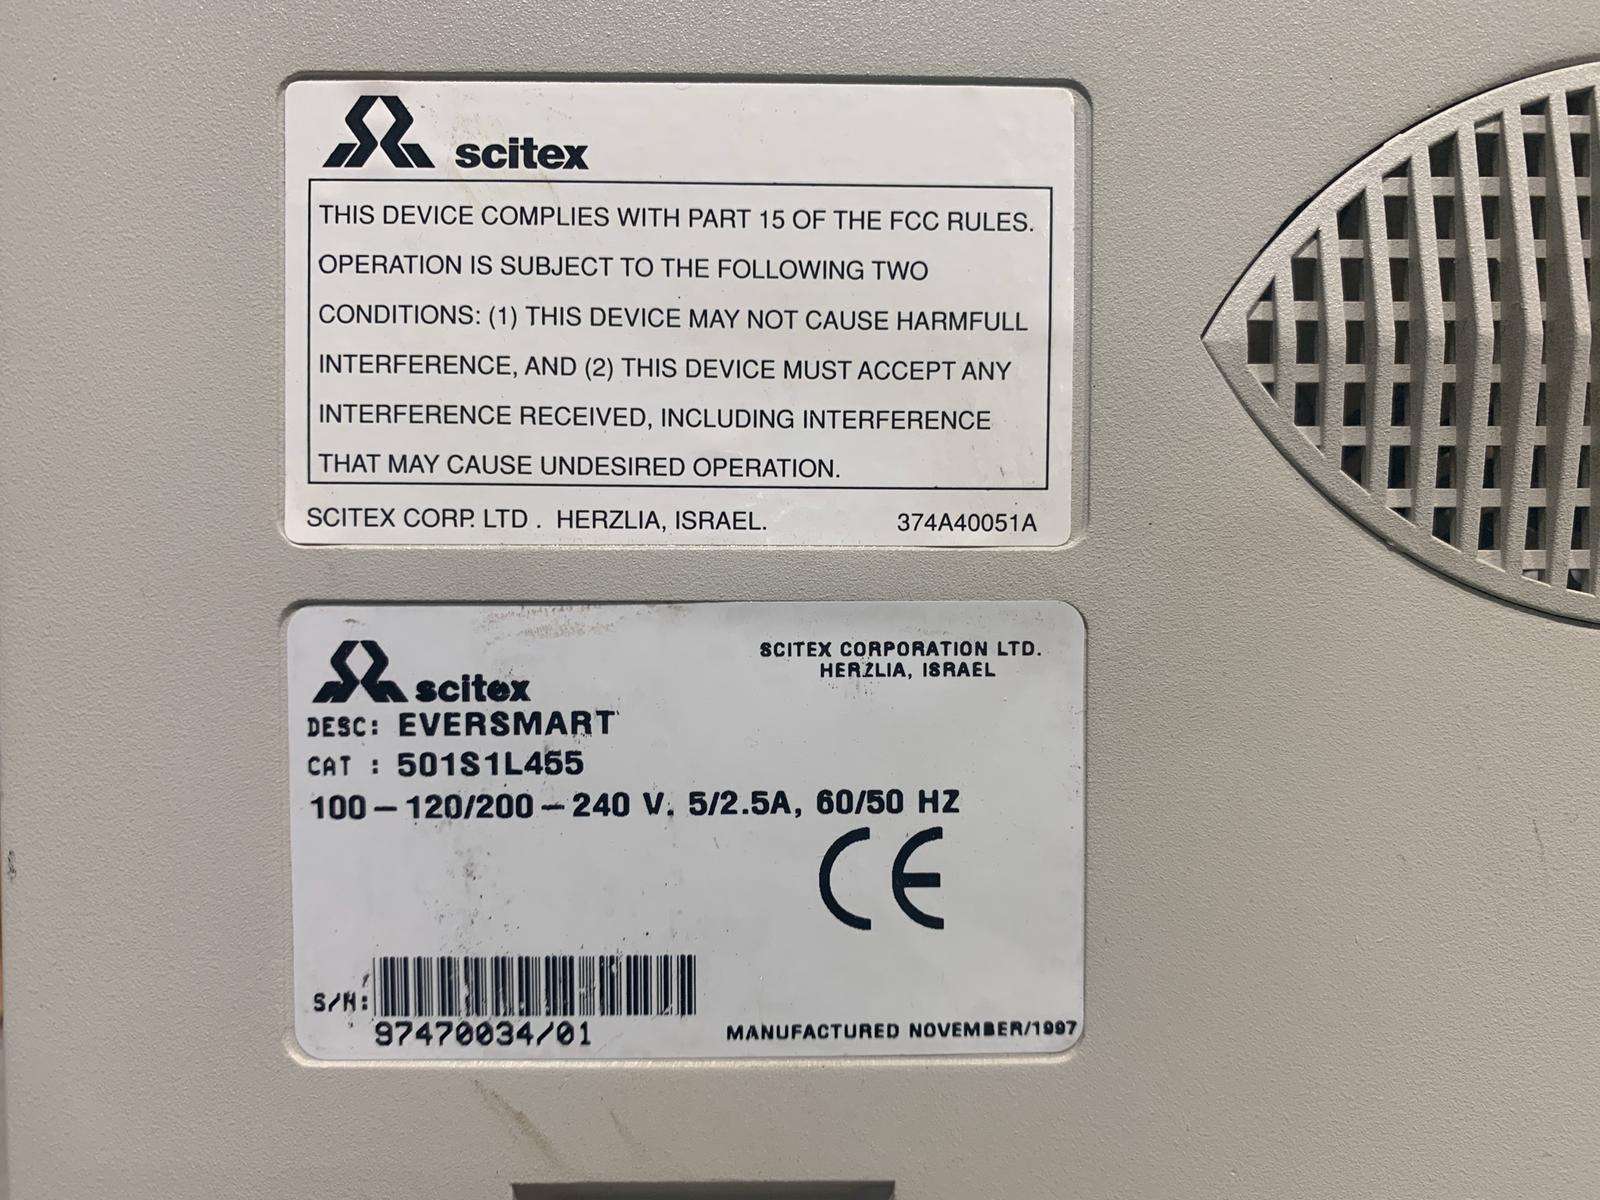 scitex
THIS DEVICE COMPLIES WITH PART 15 OF THE FCC RULES.
OPERATION IS SUBJECT TO THE FOLLOWING TWO
CONDITIONS: (1) THIS DEVICE MAY NOT CAUSE HARMFULL
INTERFERENCE, AND (2) THIS DEVICE MUST ACCEPT ANY
INTERFERENCE RECEIVED, INCLUDING INTERFERENCE
THAT MAY CAUSE UNDESIRED OPERATION.
SCITEX CORP. LTD . HERZLIA, ISRAEL. 374A40051A
SCITEX CORPORATION LTD.
HERZLIA, ISRAEL
scitex
DESC: EVERSMART
CAT : 501S1L455
100-120/200-240 V. 5/2.5A, 60/50 HZ
CE
S/N:
97470034/01
MANUFACTURED NOVEMBER/1997